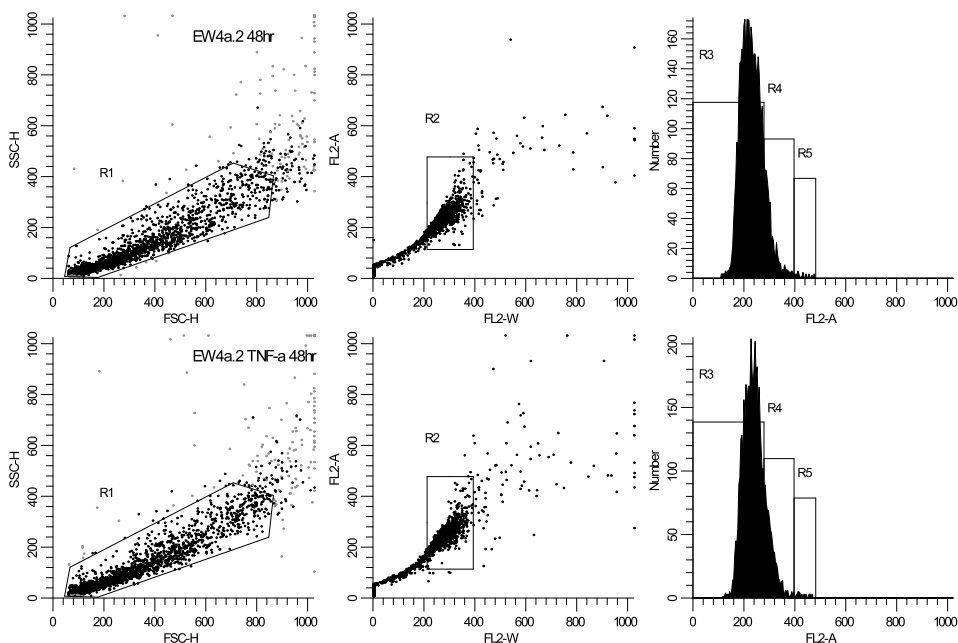 EW4a.2 48hr
SSC-H
0 200 400 600 800 1000
R1
0 200 400 600 800 1000
FSC-H
FL2-A
0 200 400 600 800 1000
R2
0 200 400 600 800 1000
FL2-W
Number
0 20 40 60 80 100 120 140 160
R3
R4
R5
0 200 400 600 800 1000
FL2-A
EW4a.2 TNF-a 48hr
SSC-H
0 200 400 600 800 1000
R1
0 200 400 600 800 1000
FSC-H
FL2-A
0 200 400 600 800 1000
R2
0 200 400 600 800 1000
FL2-W
Number
0 50 100 150 200
R3
R4
R5
0 200 400 600 800 1000
FL2-A